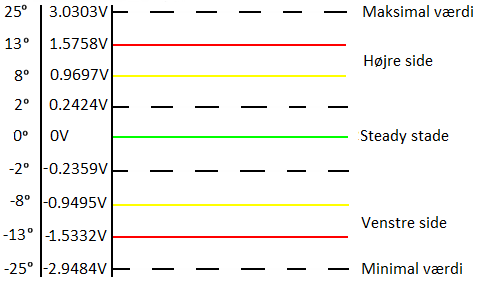 25° 3.0303V Maksimal værdi
13° 1.5758V
Højre side
8° 0.9697V
2° 0.2424V
0° 0V Steady stade
-2° -0.2359V
-8° -0.9495V
Venstre side
-13° -1.5332V
-25° -2.9484V Minimal værdi